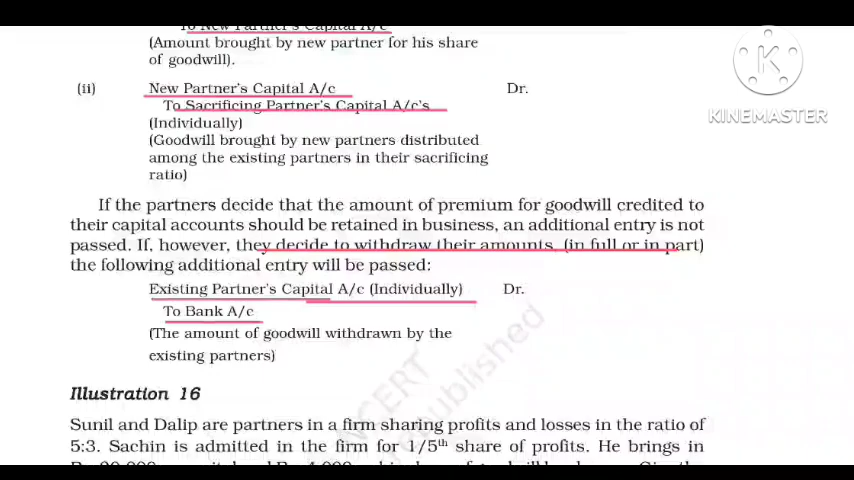 To New Partner's Capital A/c
(Amount brought by new partner for his share
of goodwill).
(ii) New Partner's Capital A/c Dr.
To Sacrificing Partner's Capital A/c's
(Individually)
(Goodwill brought by new partners distributed
among the existing partners in their sacrificing
ratio)
If the partners decide that the amount of premium for goodwill credited to
their capital accounts should be retained in business, an additional entry is not
passed. If, however, they decide to withdraw their amounts, (in full or in part)
the following additional entry will be passed:
Existing Partner's Capital A/c (Individually) Dr.
To Bank A/c
(The amount of goodwill withdrawn by the
existing partners)
Illustration 16
Sunil and Dalip are partners in a firm sharing profits and losses in the ratio of
5:3. Sachin is admitted in the firm for 1/5th share of profits. He brings in
K
KINEMASTER
NCERT
republished